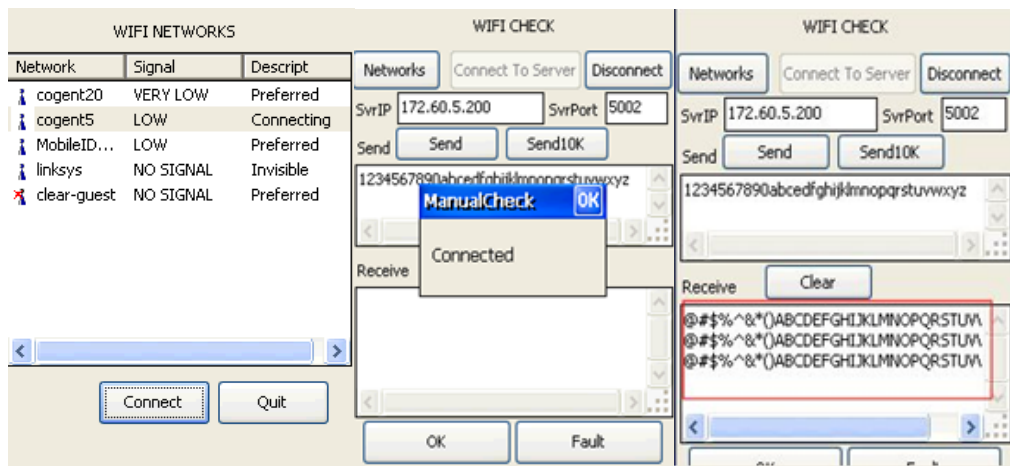 WIFI NETWORKS
Network Signal Descript
cogent20 VERY LOW Preferred
cogent5 LOW Connecting
MobileID... LOW Preferred
linksys NO SIGNAL Invisible
clear-guest NO SIGNAL Preferred
Connect Quit
WIFI CHECK
Networks Connect To Server Disconnect
SvrIP 172.60.5.200 SvrPort 5002
Send Send Send10K
1234567890abcedfghijklmnopqrstuvwxyz
ManualCheck OK
Connected
Receive
OK Fault
WIFI CHECK
Networks Connect To Server Disconnect
SvrIP 172.60.5.200 SvrPort 5002
Send Send Send10K
1234567890abcedfghijklmnopqrstuvwxyz
Receive Clear
@#$%^&*()ABCDEFGHIJKLMNOPQRSTUV
@#$%^&*()ABCDEFGHIJKLMNOPQRSTUV
@#$%^&*()ABCDEFGHIJKLMNOPQRSTUV